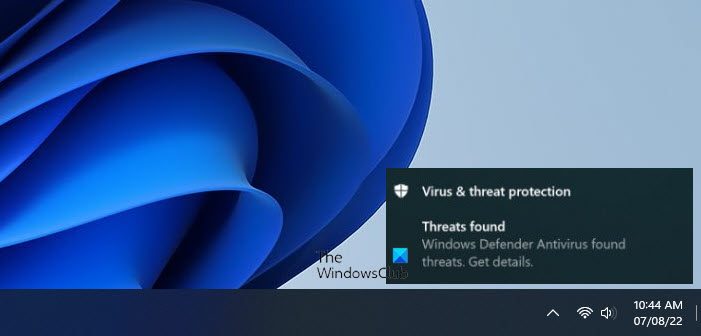 Virus & threat protection
Threats found
Windows Defender Antivirus found
threats. Get details.
The
WindowsClub
10:44 AM
07/08/22